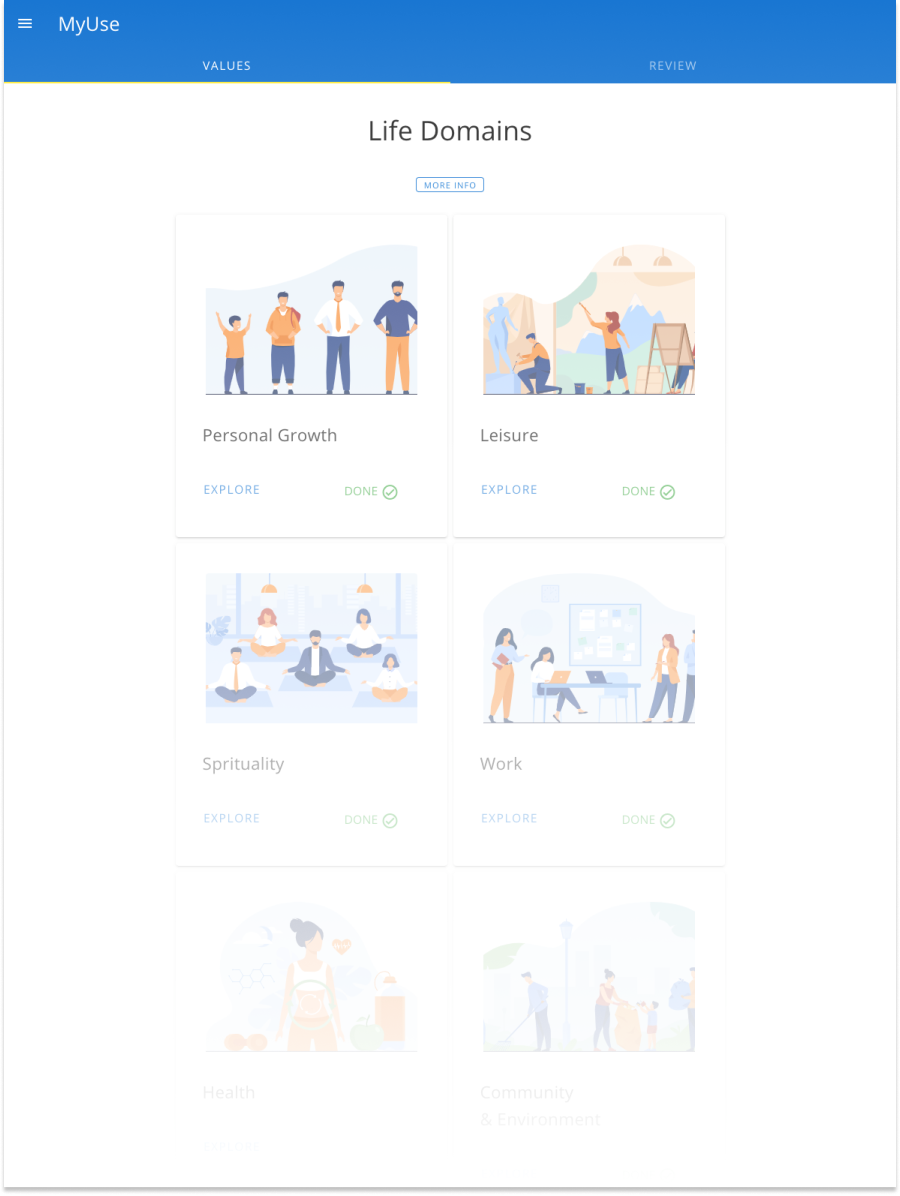 MyUse
VALUES
REVIEW
Life Domains
MORE INFO
Personal Growth
Leisure
EXPLORE
DONE
EXPLORE
DONE
Sprituality
Work
EXPLORE
DONE
EXPLORE
DONE
Health
Community
& Environment
EXPLORE